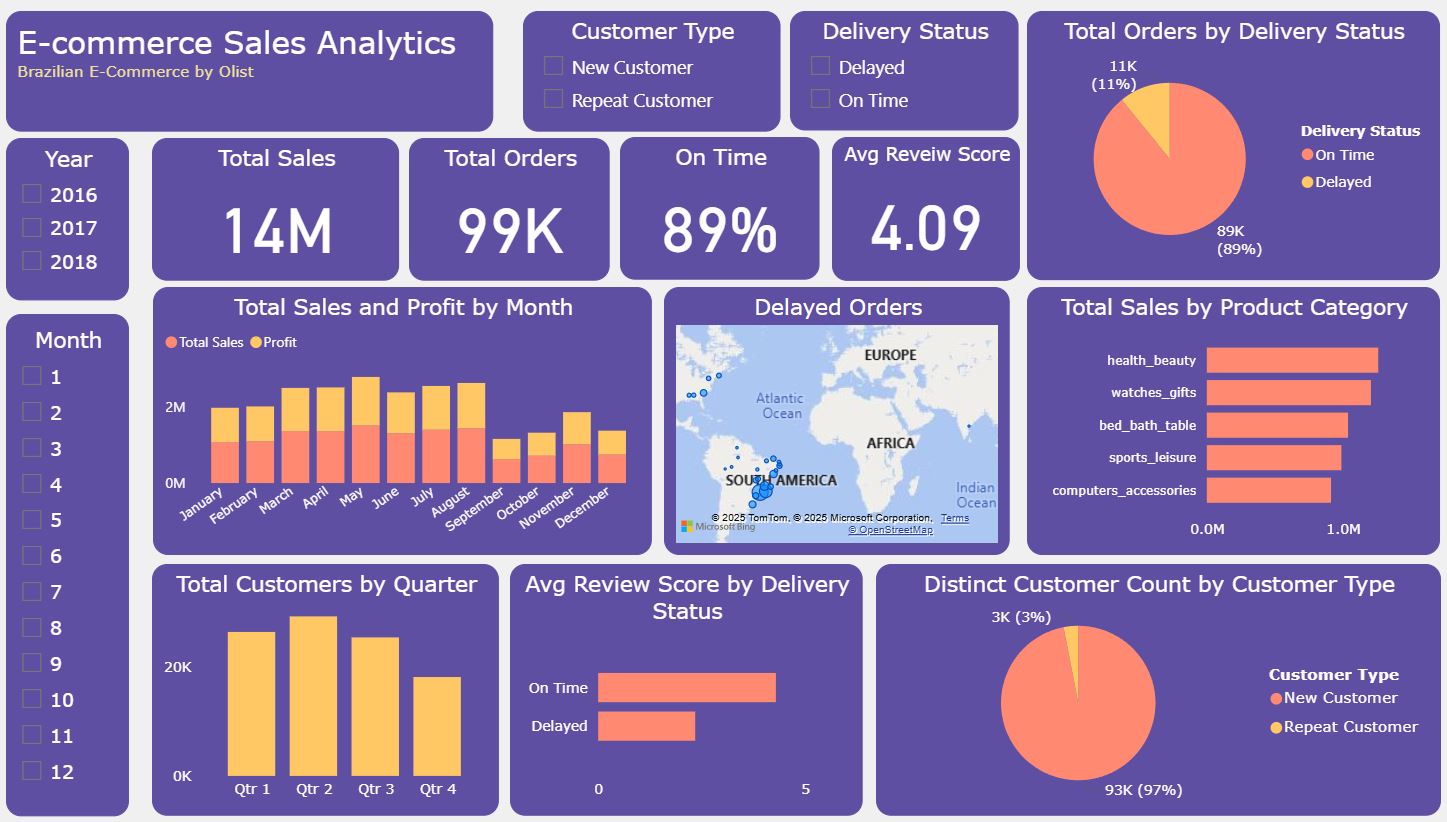 E-commerce Sales Analytics
Brazilian E-Commerce by Olist
Customer Type
New Customer
Repeat Customer
Delivery Status
Delayed
On Time
Total Orders by Delivery Status
11K
(11%)
89K
(89%)
Delivery Status
On Time
Delayed
Year
2016
2017
2018
Total Sales
14M
Total Orders
99K
On Time
89%
Avg Reveiw Score
4.09
Month
1
2
3
4
5
6
7
8
9
10
11
12
Total Sales and Profit by Month
Total Sales Profit
2M
0M
January February March April May June July August September October November December
Delayed Orders
EUROPE
Atlantic
Ocean
AFRICA
SOUTH AMERICA
Indian
Ocean
© 2025 TomTom, © 2025 Microsoft Corporation, Terms
Microsoft Bing
© OpenStreetMap
Total Sales by Product Category
health_beauty
watches_gifts
bed_bath_table
sports_leisure
computers_accessories
0.0M 1.0M
Total Customers by Quarter
20K
0K
Qtr 1 Qtr 2 Qtr 3 Qtr 4
Avg Review Score by Delivery
Status
On Time
Delayed
0 5
Distinct Customer Count by Customer Type
3K (3%)
93K (97%)
Customer Type
New Customer
Repeat Customer